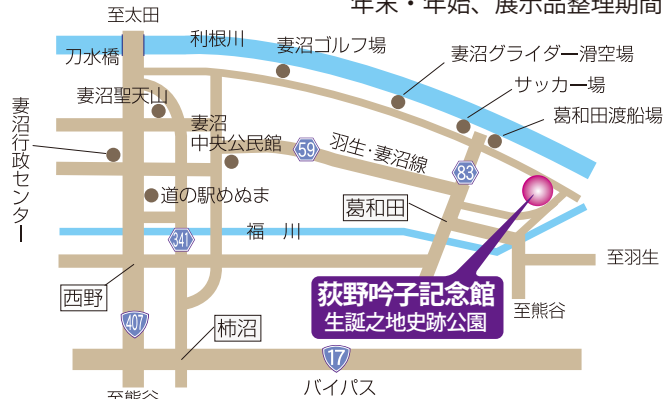 年末・年始、展示品整理期間
至太田
利根川
刀水橋
妻沼ゴルフ場
妻沼グライダー滑空場
サッカー場
葛和田渡船場
妻沼聖天山
妻沼
中央公民館
妻沼
行政センター
59
羽生・妻沼線
83
道の駅めぬま
葛和田
341
福川
至羽生
西野
荻野吟子記念館
生誕之地史跡公園
至熊谷
407
柿沼
17
バイパス
至熊谷